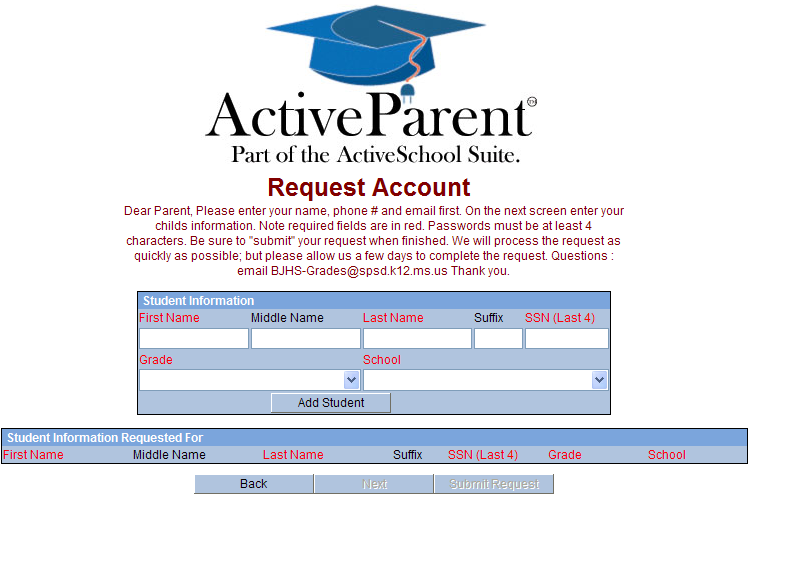 ActiveParent™
Part of the ActiveSchool Suite.
Request Account
Dear Parent, Please enter your name, phone # and email first. On the next screen enter your
childs information. Note required fields are in red. Passwords must be at least 4
characters. Be sure to "submit" your request when finished. We will process the request as
quickly as possible; but please allow us a few days to complete the request. Questions :
email BJHS-Grades@spsd.k12.ms.us Thank you.
Student Information
First Name Middle Name Last Name Suffix SSN (Last 4)
Grade School
Add Student
Student Information Requested For
First Name Middle Name Last Name Suffix SSN (Last 4) Grade School
Back Next Submit Request